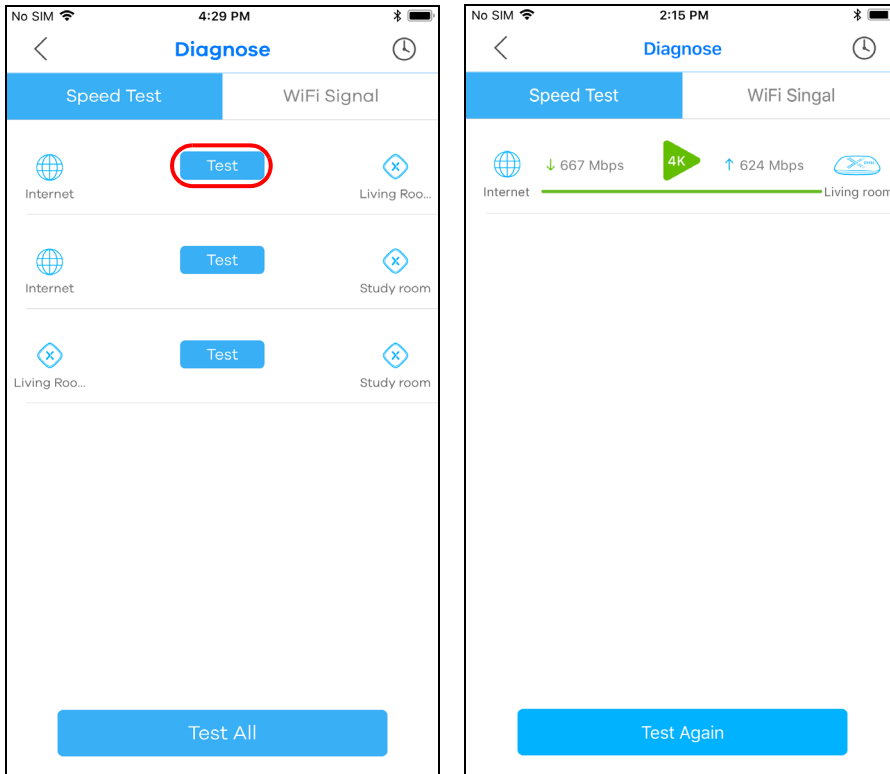 No SIM 4:29 PM
Diagnose
Speed Test WiFi Signal
Test
Internet Living Roo...
Test
Internet Study room
Test
Living Roo... Study room
Test All
No SIM 2:15 PM
Diagnose
Speed Test WiFi Singal
↓ 667 Mbps 4K ↑ 624 Mbps
Internet Living room
Test Again